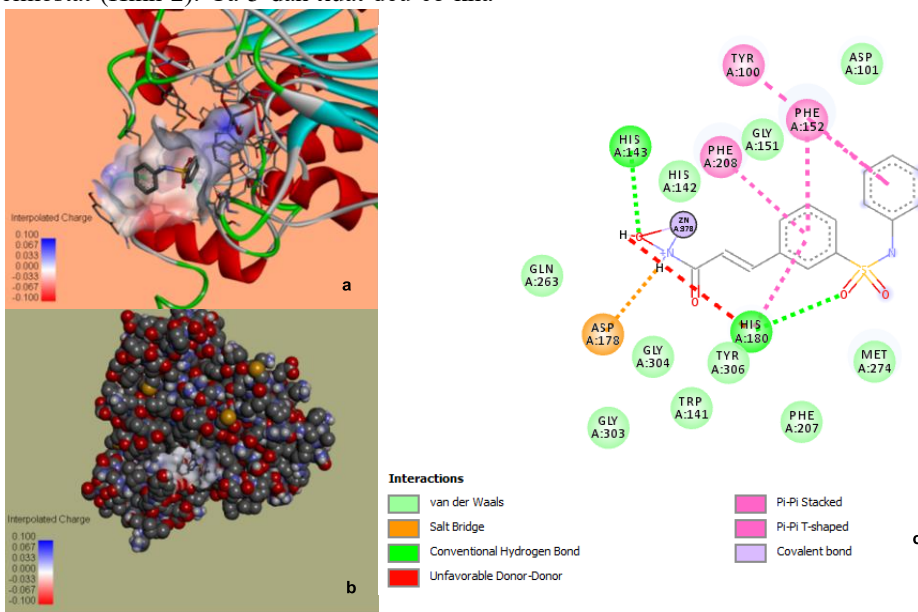 (Hình 2).
Interpolated Charge
0.100
0.067
0.033
-0.000
-0.033
-0.067
-0.100
a
Interpolated Charge
0.100
0.067
0.033
-0.000
-0.033
-0.067
-0.100
b
TYR
A:100
ASP
A:101
PHE
A:152
HIS
A:143
GLY
A:151
PHE
A:208
HIS
A:142
ZN
A:378
H
O
N
H
GLN
A:263
O
N
S
O
O
ASP
A:178
HIS
A:180
GLY
A:304
TYR
A:306
MET
A:274
TRP
A:141
GLY
A:303
PHE
A:207
Interactions
van der Waals
Salt Bridge
Conventional Hydrogen Bond
Unfavorable Donor-Donor
Pi-Pi Stacked
Pi-Pi T-shaped
Covalent bond
c